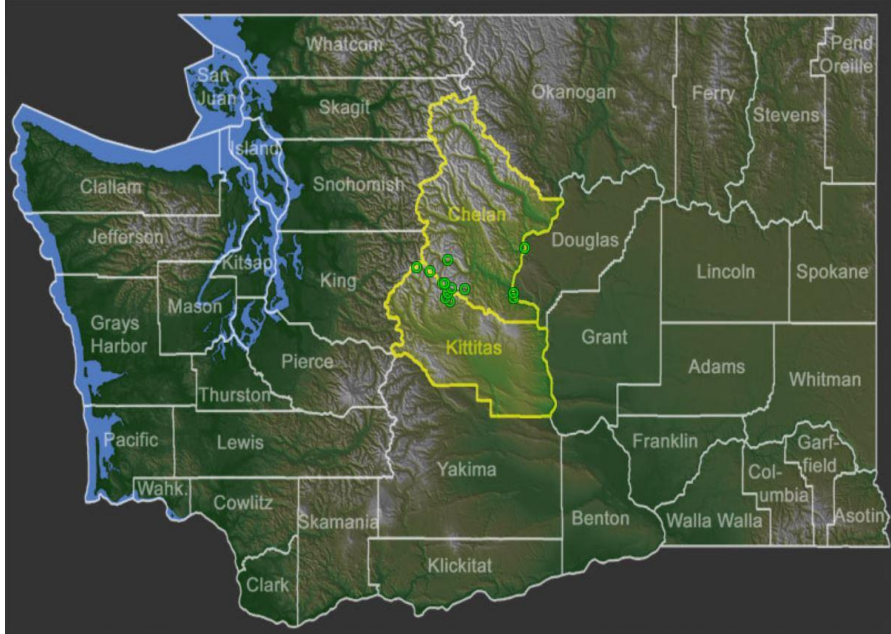 Whatcom
Pend
Oreille
San
Juan
Skagit
Okanogan
Ferry
Stevens
Island
Snohomish
Clallam
Chelan
Jefferson
Douglas
Kitsap
King
Lincoln
Spokane
Mason
Grays
Harbor
Grant
Kittitas
Pierce
Adams
Whitman
Thurston
Pacific
Lewis
Franklin
Garf-
field
Yakima
Col-
umbia
Wahk.
Cowlitz
Skamania
Benton
Walla Walla
Asotin
Klickitat
Clark